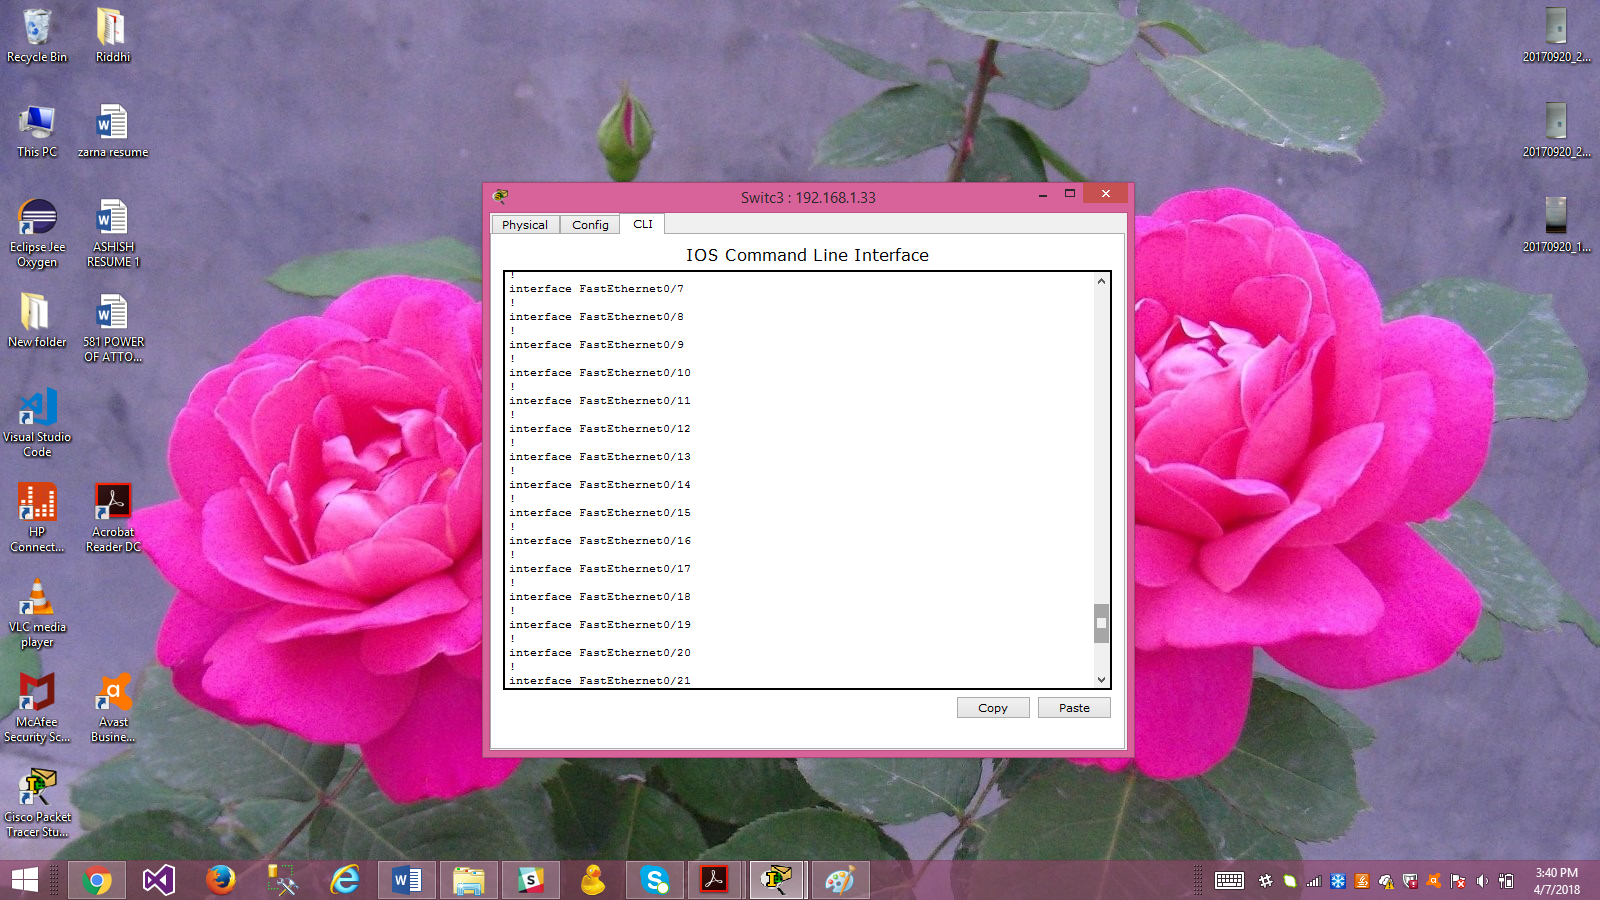 Recycle Bin
Riddhi
This PC
zarna resume
Eclipse Jee
Oxygen
ASHISH
RESUME 1
New folder
581 POWER
OF ATTO...
Visual Studio
Code
HP
Connect...
Acrobat
Reader DC
VLC media
player
McAfee
Security Sc...
Avast
Busine...
Cisco Packet
Tracer Stu...
20170920_2...
20170920_2...
20170920_1...
Switc3 : 192.168.1.33
Physical
Config
CLI
IOS Command Line Interface
!
interface FastEthernet0/7
!
interface FastEthernet0/8
!
interface FastEthernet0/9
!
interface FastEthernet0/10
!
interface FastEthernet0/11
!
interface FastEthernet0/12
!
interface FastEthernet0/13
!
interface FastEthernet0/14
!
interface FastEthernet0/15
!
interface FastEthernet0/16
!
interface FastEthernet0/17
!
interface FastEthernet0/18
!
interface FastEthernet0/19
!
interface FastEthernet0/20
!
interface FastEthernet0/21
Copy
Paste
3:40 PM
4/7/2018